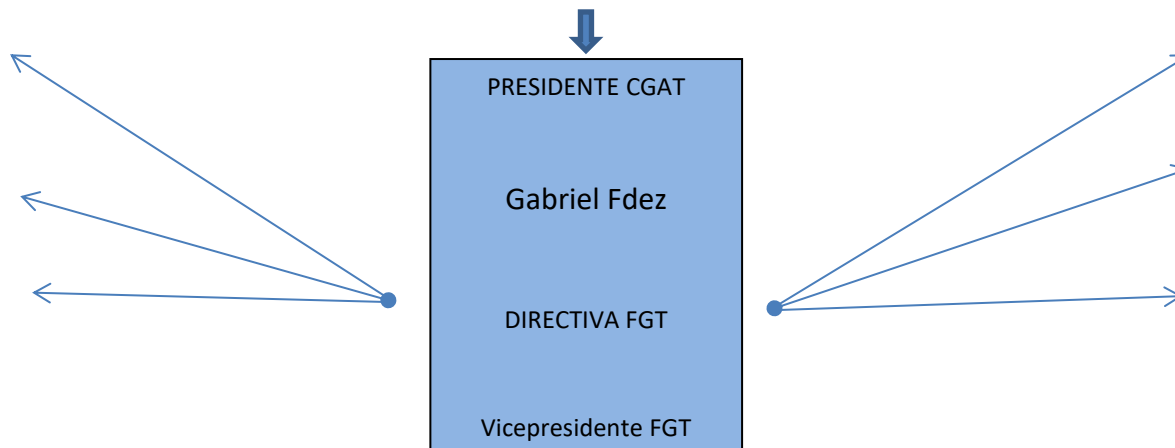 PRESIDENTE CGAT
Gabriel Fdez
DIRECTIVA FGT
Vicepresidente FGT